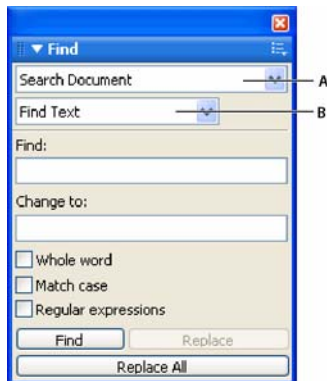 Find
Search Document
A
Find Text
B
Find:
Change to:
Whole word
Match case
Regular expressions
Find Replace
Replace All